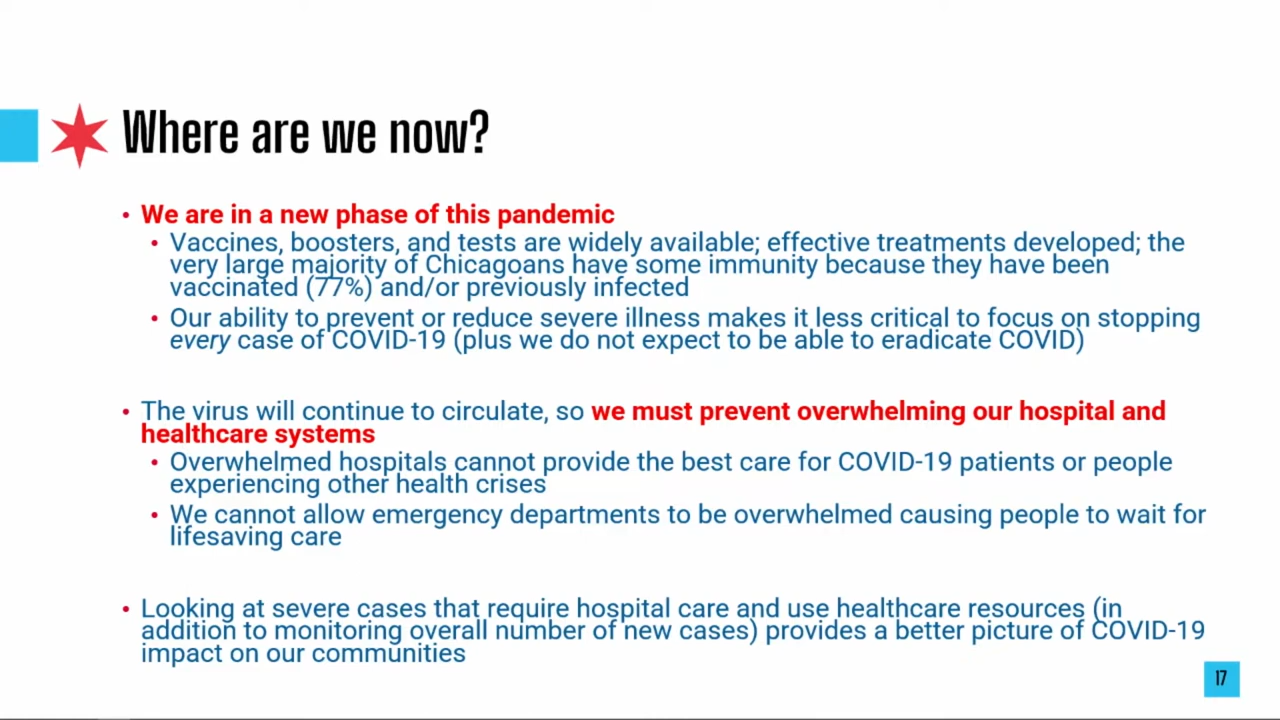 Where are we now?
• We are in a new phase of this pandemic
• Vaccines, boosters, and tests are widely available; effective treatments developed; the
very large majority of Chicagoans have some immunity because they have been
vaccinated (77%) and/or previously infected
• Our ability to prevent or reduce severe illness makes it less critical to focus on stopping
every case of COVID-19 (plus we do not expect to be able to eradicate COVID)
• The virus will continue to circulate, so we must prevent overwhelming our hospital and
healthcare systems
• Overwhelmed hospitals cannot provide the best care for COVID-19 patients or people
experiencing other health crises
• We cannot allow emergency departments to be overwhelmed causing people to wait for
lifesaving care
• Looking at severe cases that require hospital care and use healthcare resources (in
addition to monitoring overall number of new cases) provides a better picture of COVID-19
impact on our communities
17